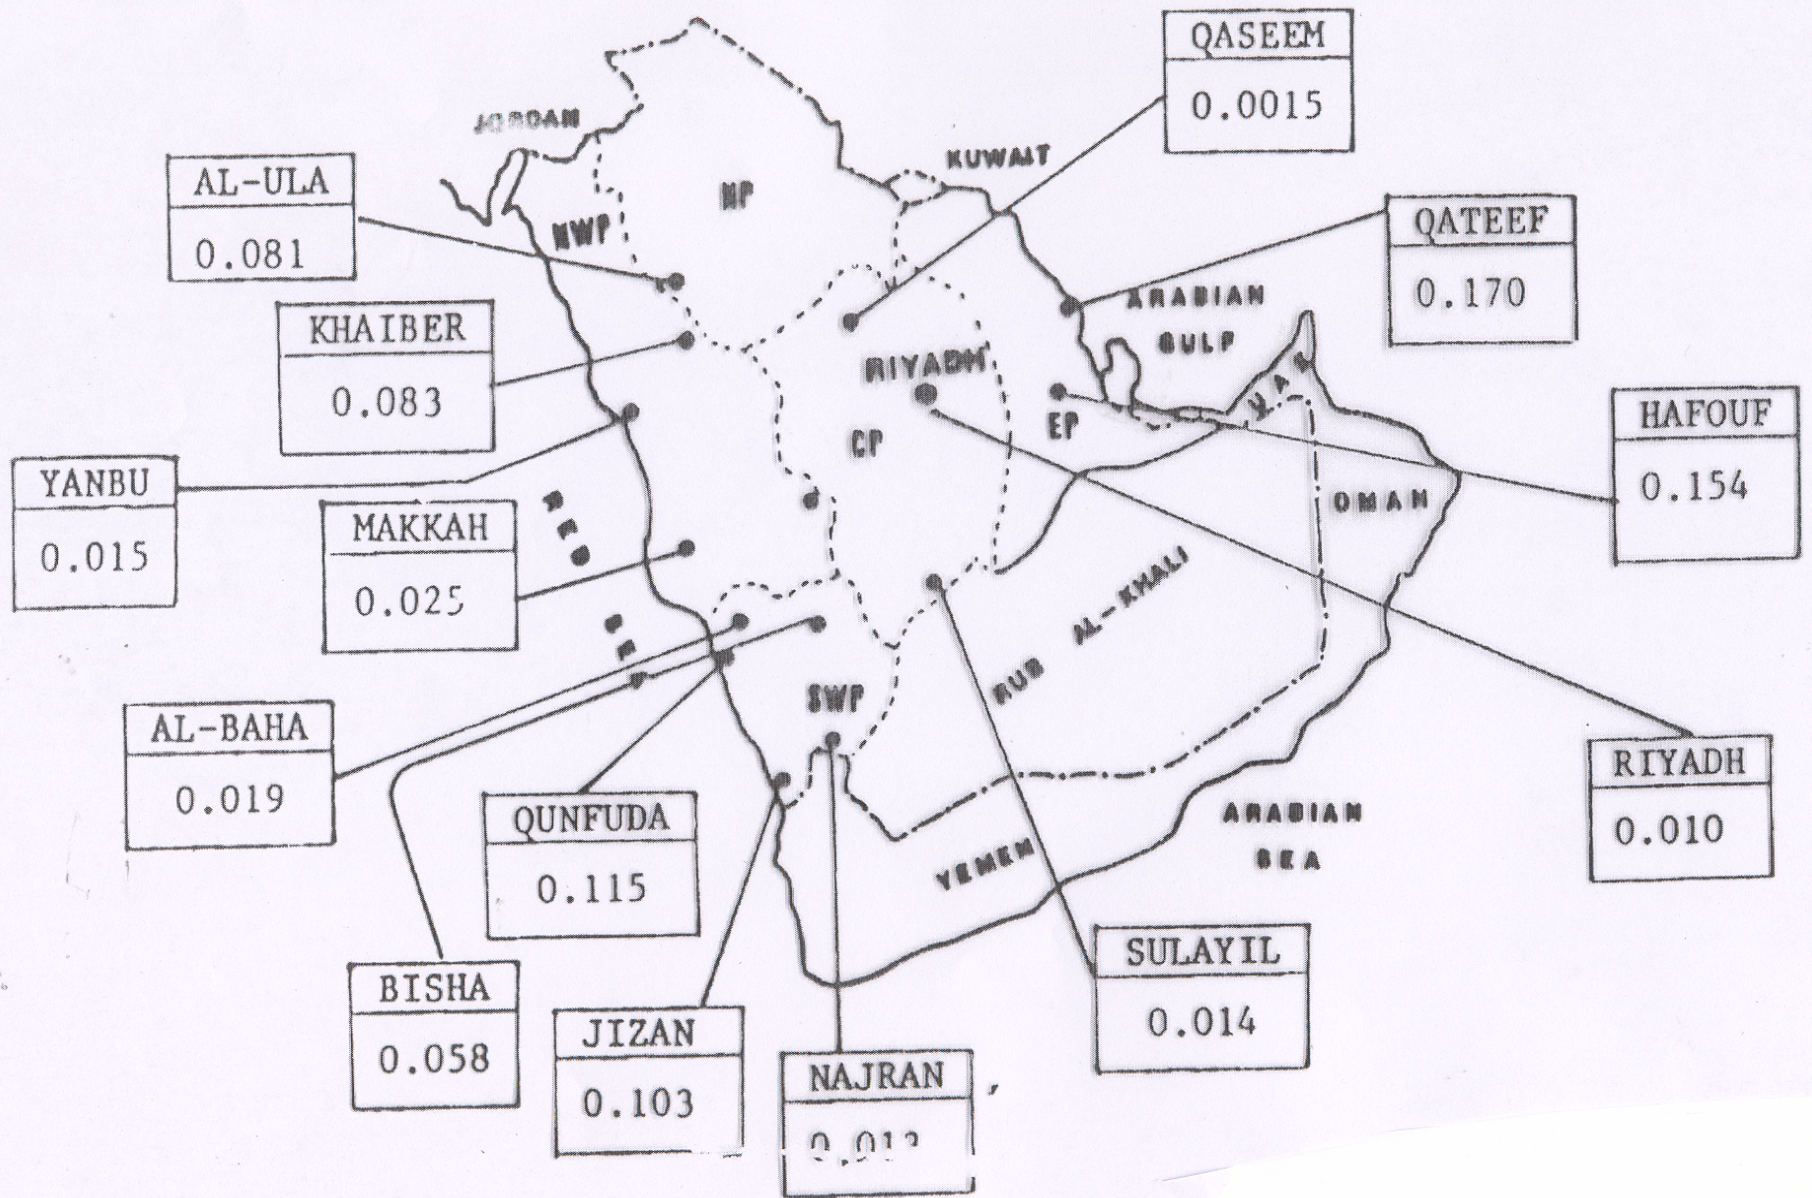 QASEEM
0.0015
JORDAN
KUWAIT
AL-ULA
0.081
NP
NWP
QATEEF
0.170
ARABIAN
GULF
KHAIBER
0.083
RIYADH
UAE
HAFOUF
0.154
EP
CP
YANBU
0.015
MAKKAH
0.025
RED
SEA
OMAN
RUB AL-KHALI
SWP
AL-BAHA
0.019
QUNFUDA
0.115
RIYADH
0.010
ARABIAN
SEA
YEMEN
BISHA
0.058
JIZAN
0.103
NAJRAN
SULAYIL
0.014